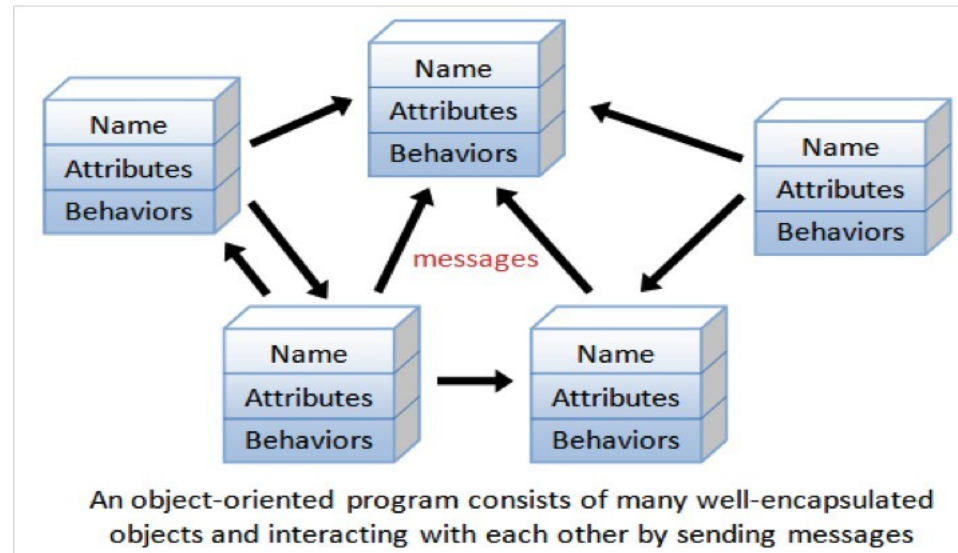 Name
Attributes
Behaviors
Name
Attributes
Behaviors
Name
Attributes
Behaviors
messages
Name
Attributes
Behaviors
Name
Attributes
Behaviors
An object-oriented program consists of many well-encapsulated
objects and interacting with each other by sending messages